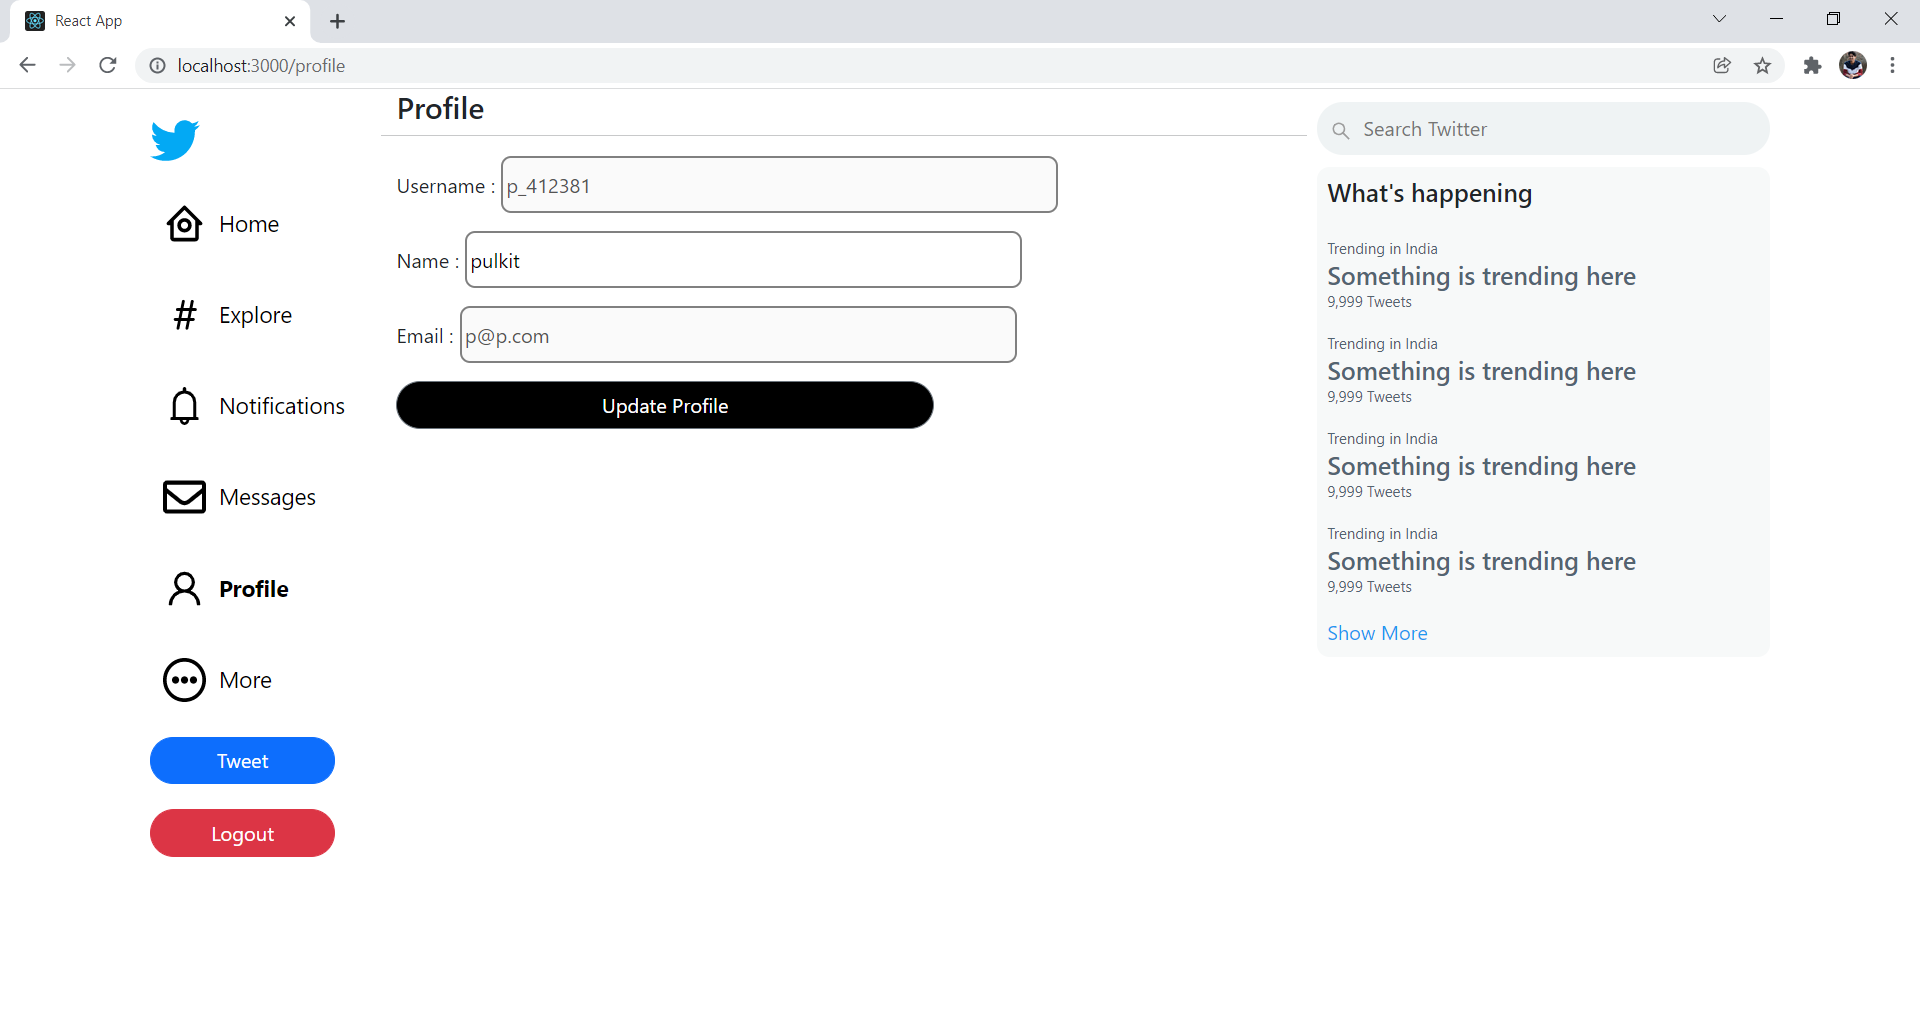 React App
localhost:3000/profile
Profile
Username : p_412381
Name : pulkit
Email : p@p.com
Update Profile
Home
Explore
Notifications
Messages
Profile
More
Tweet
Logout
Search Twitter
What's happening
Trending in India
Something is trending here
9,999 Tweets
Trending in India
Something is trending here
9,999 Tweets
Trending in India
Something is trending here
9,999 Tweets
Trending in India
Something is trending here
9,999 Tweets
Show More